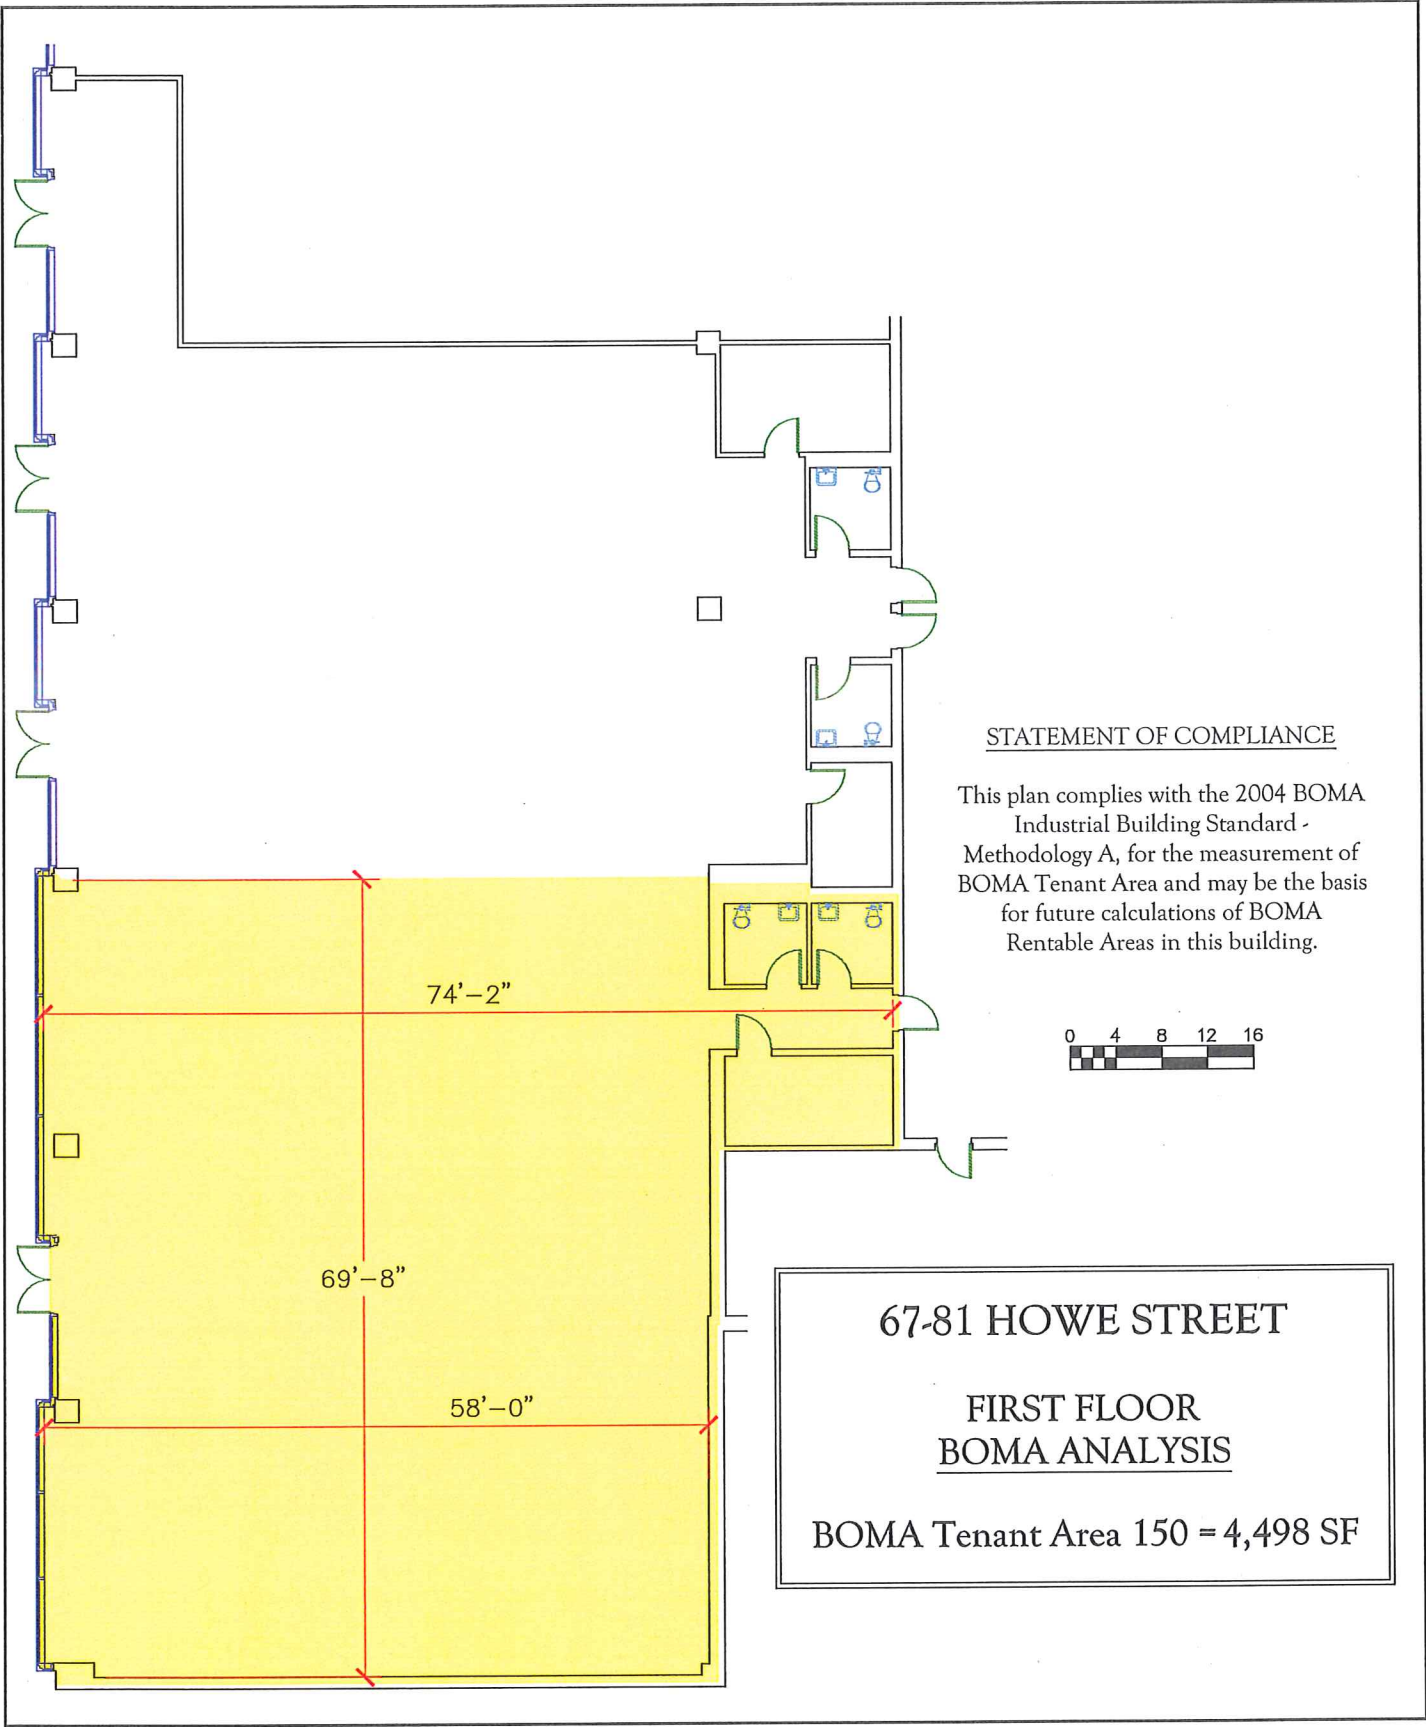 STATEMENT OF COMPLIANCE
This plan complies with the 2004 BOMA
Industrial Building Standard -
Methodology A, for the measurement of
BOMA Tenant Area and may be the basis
for future calculations of BOMA
Rentable Areas in this building.
74'-2"
0 4 8 12 16
69'-8"
58'-0"
67-81 HOWE STREET
FIRST FLOOR
BOMA ANALYSIS
BOMA Tenant Area 150 = 4,498 SF